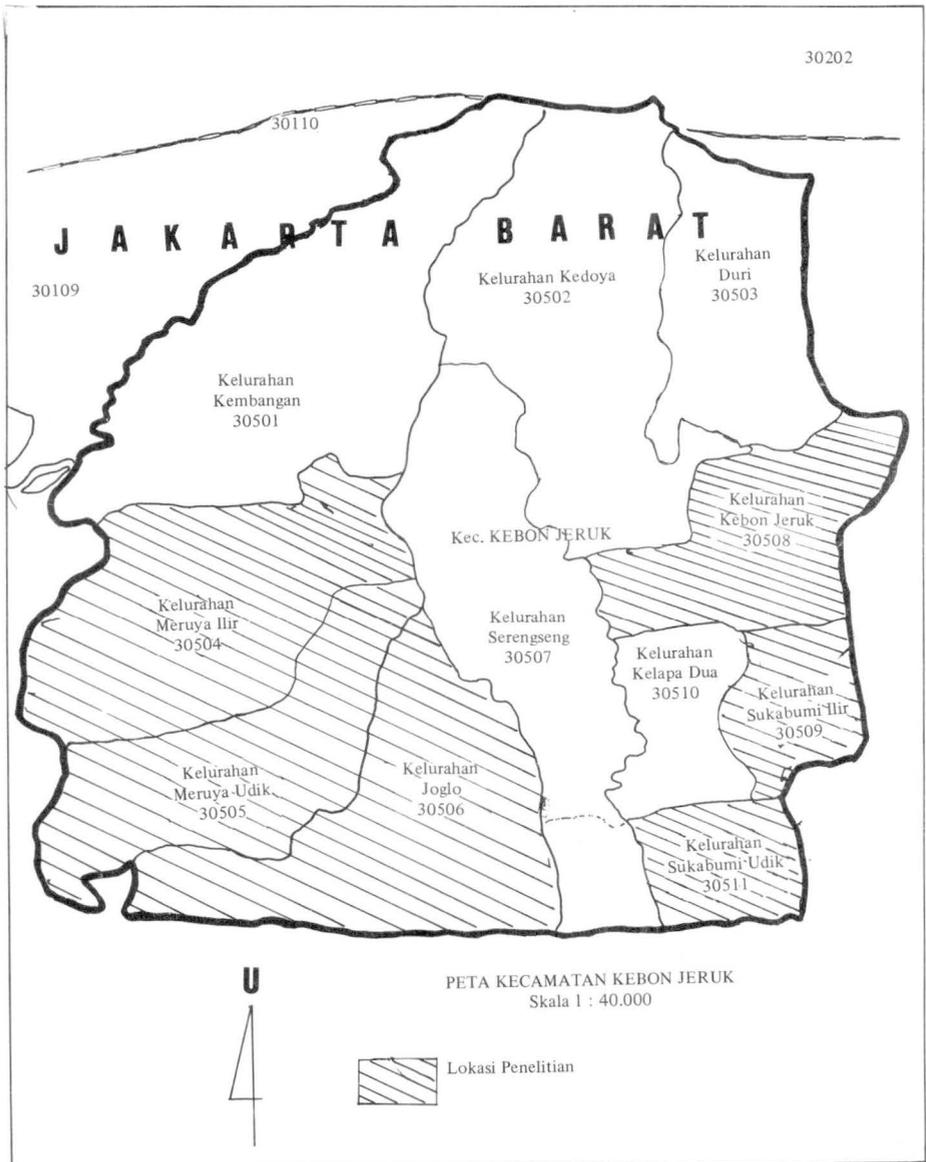 30202
30110
JAKARTA BARAT
30109
Kelurahan
Duri
30503
Kelurahan Kedoya
30502
Kelurahan
Kembangan
30501
Kelurahan
Kebon Jeruk
30508
Kec. KEBON JERUK
Kelurahan
Meruya Ilir
30504
Kelurahan
Serengseng
30507
Kelurahan
Kelapa Dua
30510
Kelurahan
Sukabumi Ilir
30509
Kelurahan
Meruya Udik
30505
Kelurahan
Joglo
30506
Kelurahan
Sukabumi Udik
30511
U
PETA KECAMATAN KEBON JERUK
Skala 1 : 40.000
Lokasi Penelitian